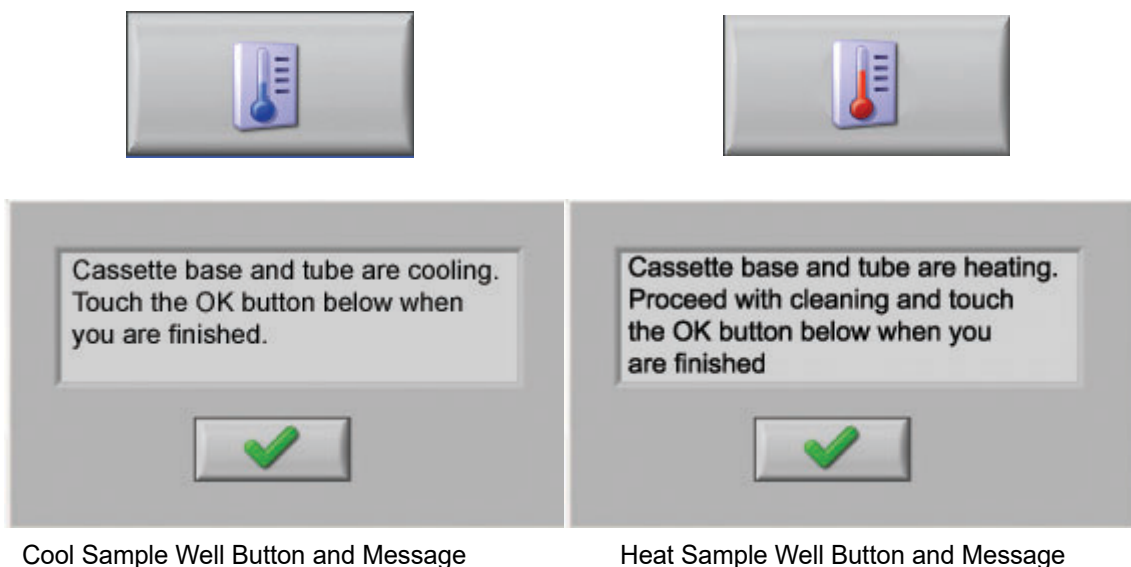 Cassette base and tube are cooling.
Touch the OK button below when
you are finished.
Cassette base and tube are heating.
Proceed with cleaning and touch
the OK button below when you
are finished
Cool Sample Well Button and Message
Heat Sample Well Button and Message